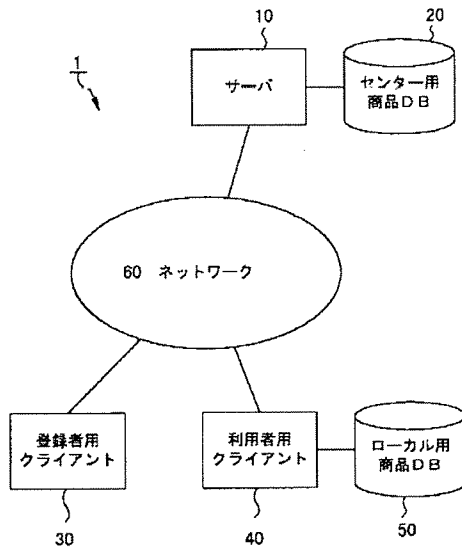 10
20
1
サーバ
センター用
商品DB
60 ネットワーク
登録者用
クライアント
利用者用
クライアント
ローカル用
商品DB
30
40
50